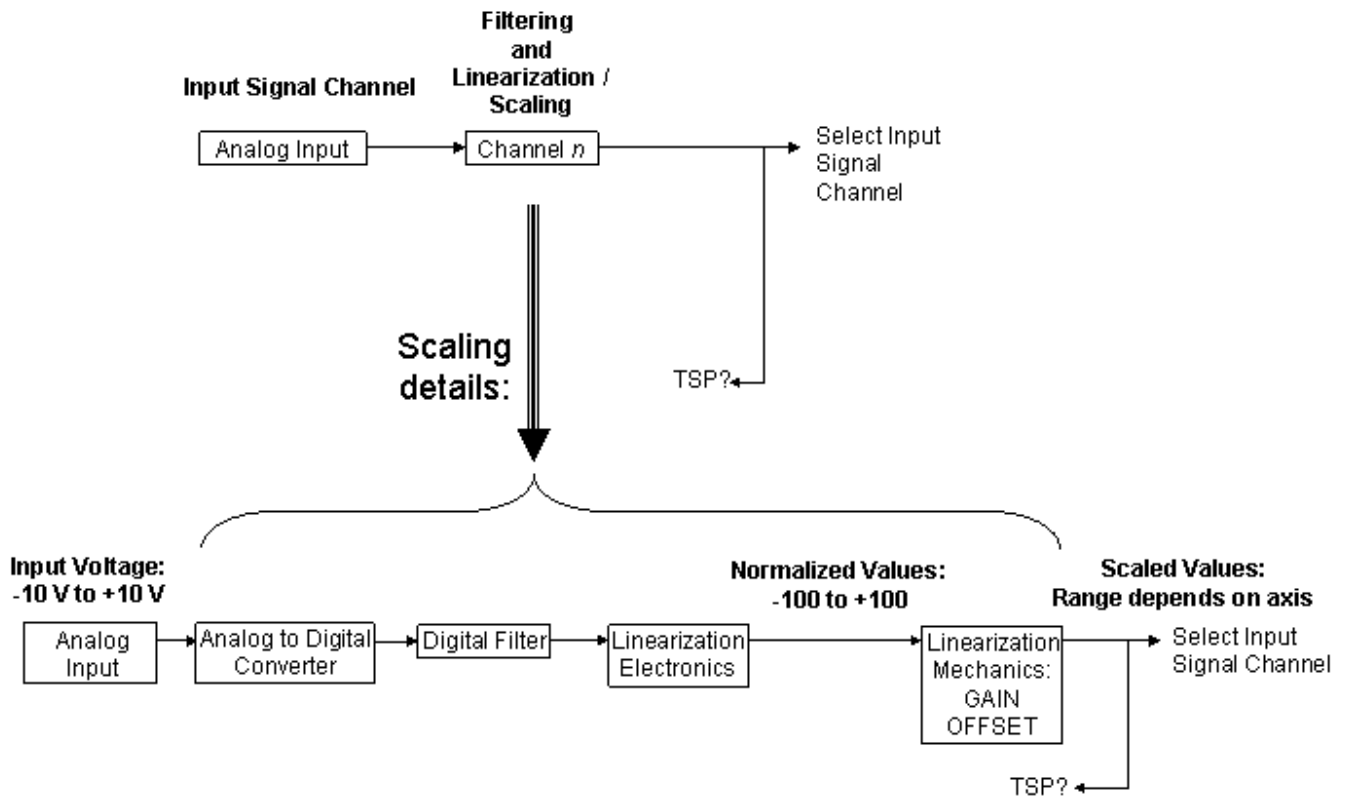 Filtering
and
Linearization /
Scaling
Input Signal Channel
Analog Input
Channel n
Select Input
Signal
Channel
TSP?
Scaling
details:
Input Voltage:
-10 V to +10 V
Normalized Values:
-100 to +100
Scaled Values:
Range depends on axis
Analog
Input
Analog to Digital
Converter
Digital Filter
Linearization
Electronics
Linearization
Mechanics:
GAIN
OFFSET
Select Input
Signal Channel
TSP?